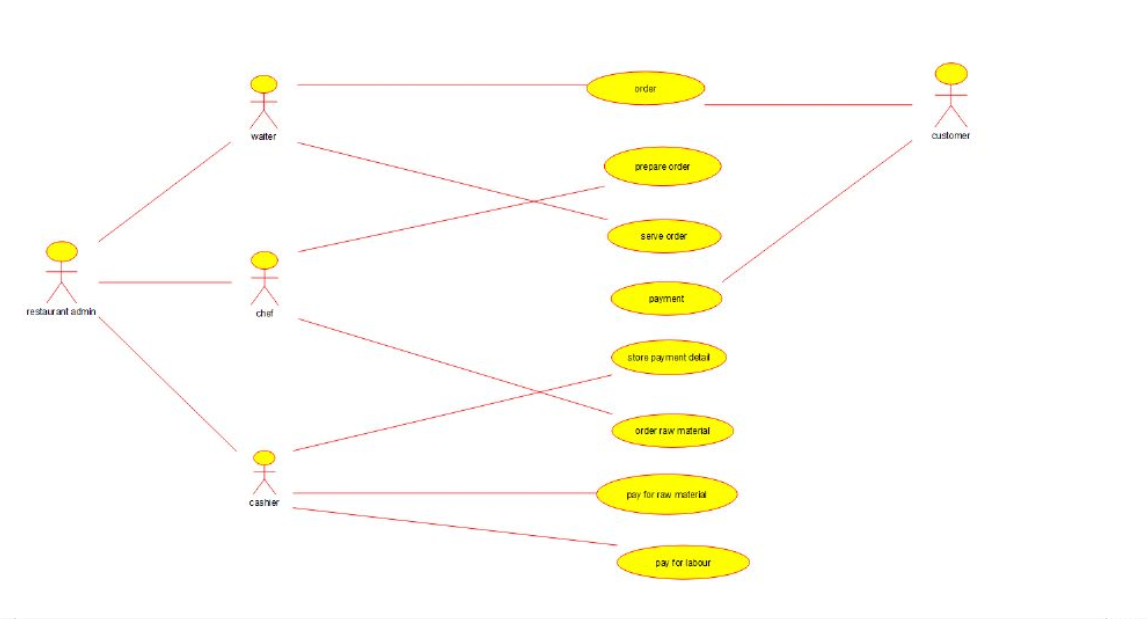 waiter
order
customer
prepare order
serve order
restaurant admin
chef
payment
store payment detail
order raw material
cashier
pay for raw material
pay for labour